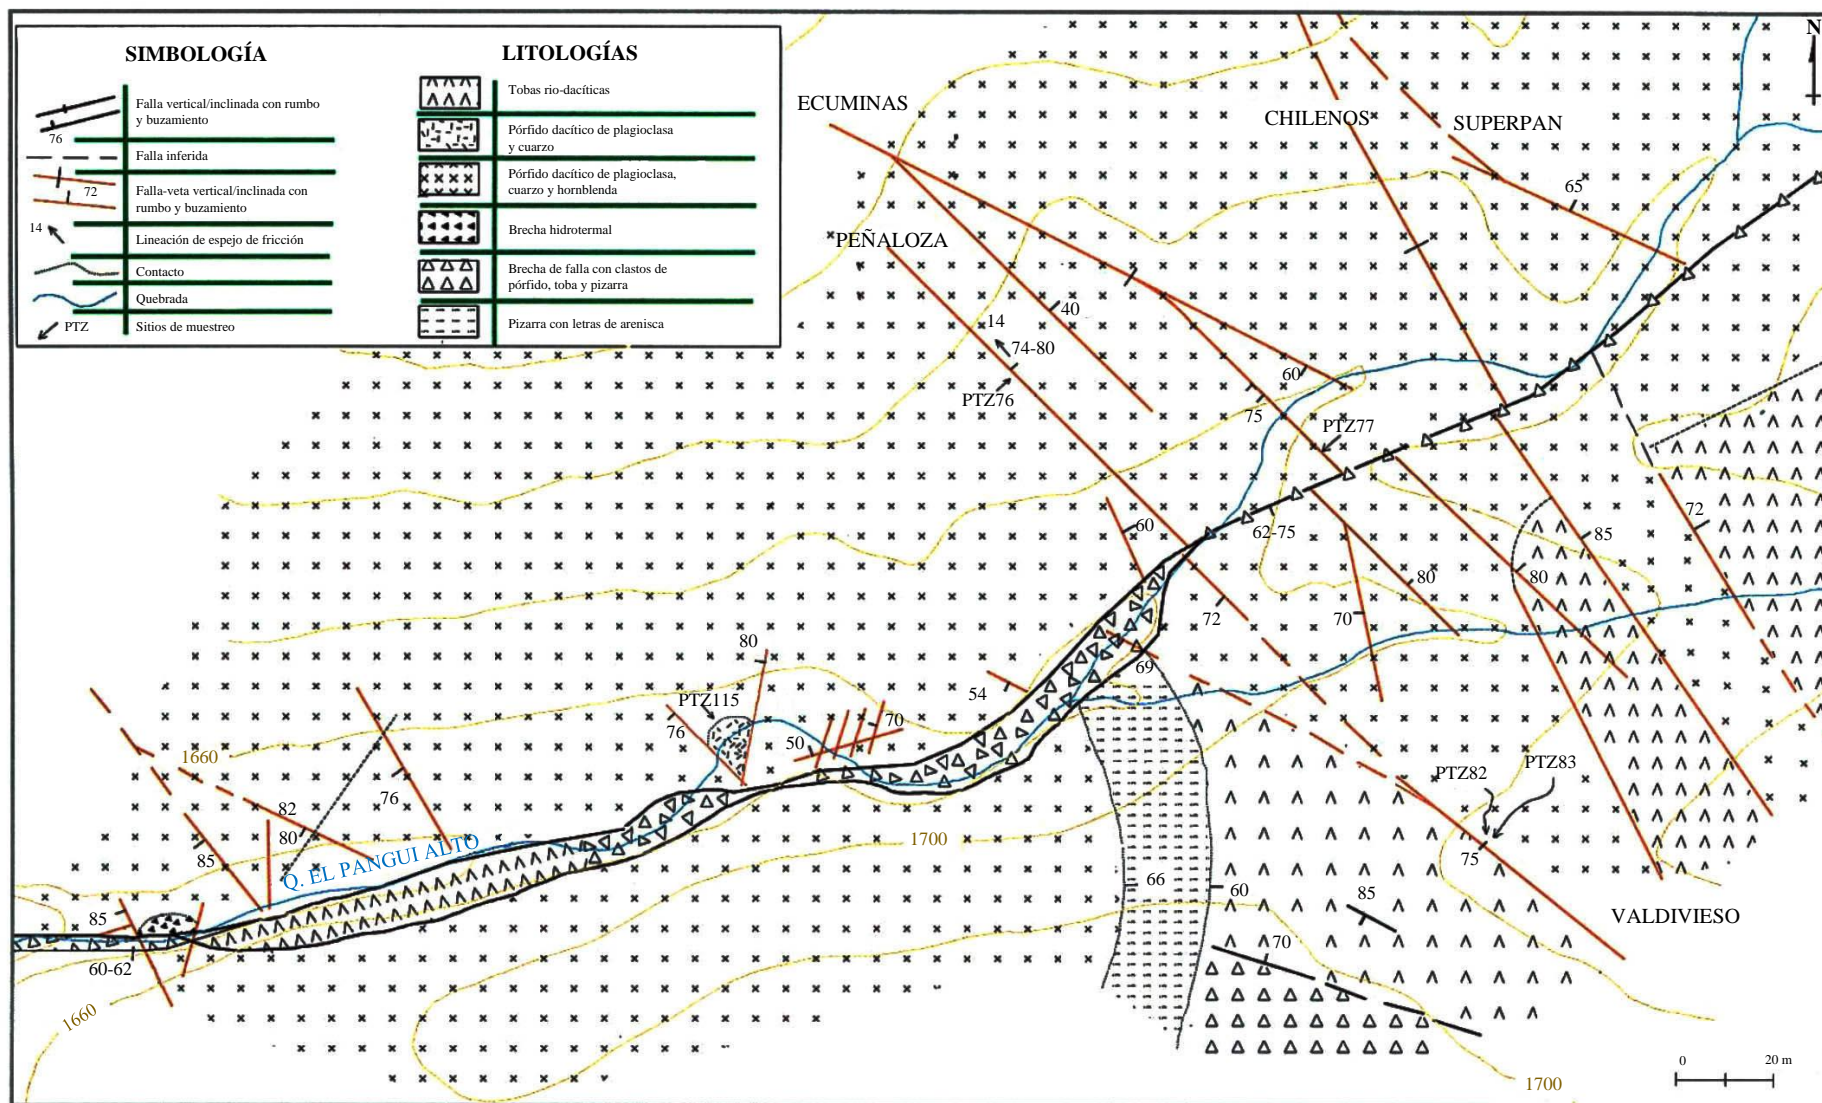 SIMBOLOGÍA
Falla vertical/inclinada con rumbo
y buzamiento
76
Falla inferida
72
Falla-veta vertical/inclinada con
rumbo y buzamiento
14
Lineación de espejo de fricción
Contacto
Quebrada
PTZ
Sitios de muestreo
LITOLOGÍAS
Tobas rio-dacíticas
Pórfido dacítico de plagioclasa
y cuarzo
Pórfido dacítico de plagioclasa,
cuarzo y hornblenda
Brecha hidrotermal
Brecha de falla con clastos de
pórfido, toba y pizarra
Pizarra con letras de arenisca
N
ECUMINAS
CHILENOS
SUPERPAN
65
PEÑALOZA
40
14
74-80
PTZ76
60
75
PTZ77
60
62-75
72
85
80
80
70
72
69
54
80
PTZ115
76
70
50
1660
76
82
80
85
Q. EL PANGUI ALTO
1700
PTZ82
PTZ83
75
66
60
85
VALDIVIESO
70
85
60-62
1660
1700
0
20 m